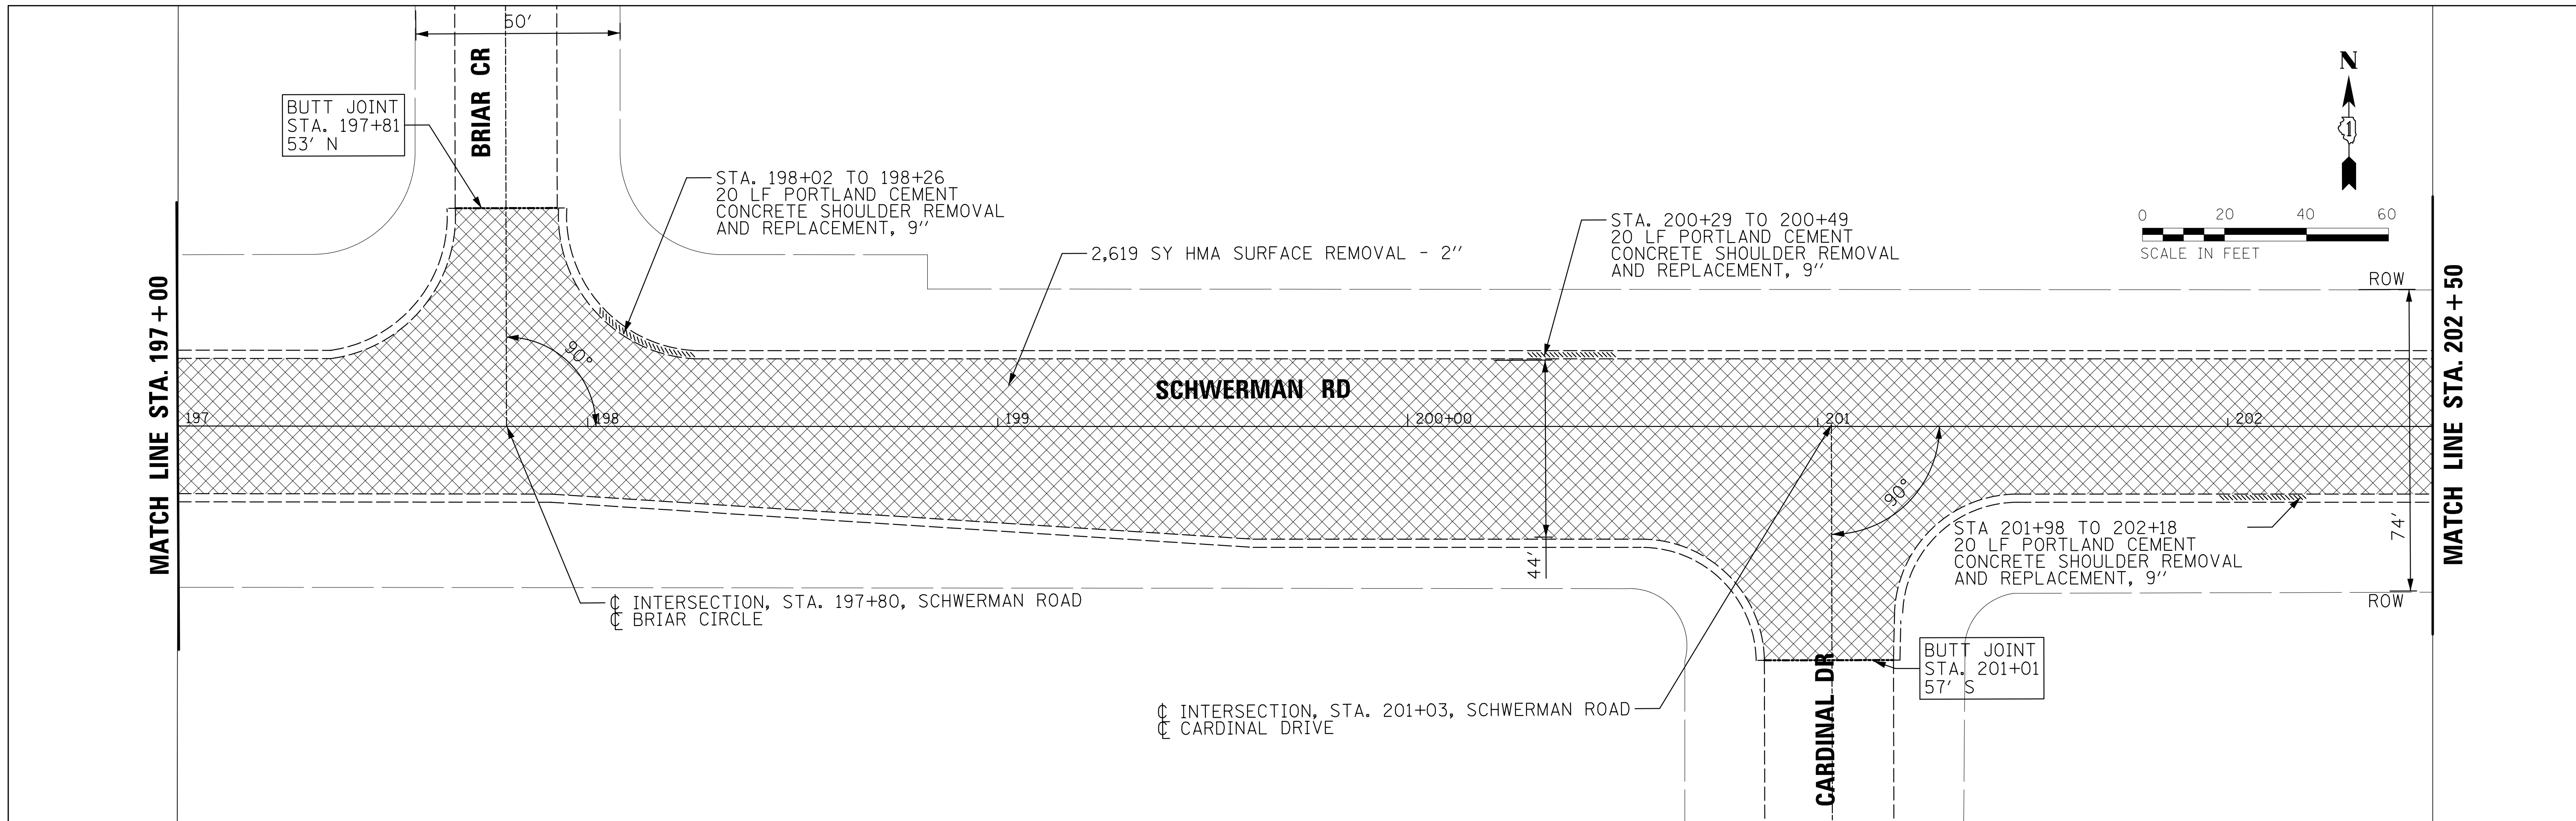 50'
BRIAR CR
BUTT JOINT
STA. 197+81
53' N
STA. 198+02 TO 198+26
20 LF PORTLAND CEMENT
CONCRETE SHOULDER REMOVAL
AND REPLACEMENT, 9"
2,619 SY HMA SURFACE REMOVAL - 2"
STA. 200+29 TO 200+49
20 LF PORTLAND CEMENT
CONCRETE SHOULDER REMOVAL
AND REPLACEMENT, 9"
N
1
0 20 40 60
SCALE IN FEET
ROW
MATCH LINE STA. 197+00
90°
SCHWERMAN RD
197 198 199 200+00 201 202
MATCH LINE STA. 202+50
90°
44'
74'
STA 201+98 TO 202+18
20 LF PORTLAND CEMENT
CONCRETE SHOULDER REMOVAL
AND REPLACEMENT, 9"
ROW
℄ INTERSECTION, STA. 197+80, SCHWERMAN ROAD
℄ BRIAR CIRCLE
BUTT JOINT
STA. 201+01
57' S
℄ INTERSECTION, STA. 201+03, SCHWERMAN ROAD
℄ CARDINAL DRIVE
CARDINAL DR